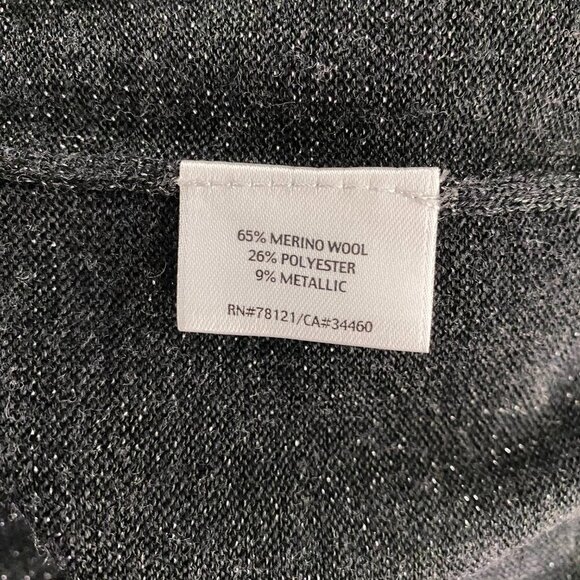 65% MERINO WOOL
26% POLYESTER
9% METALLIC
RN#78121/CA#34460